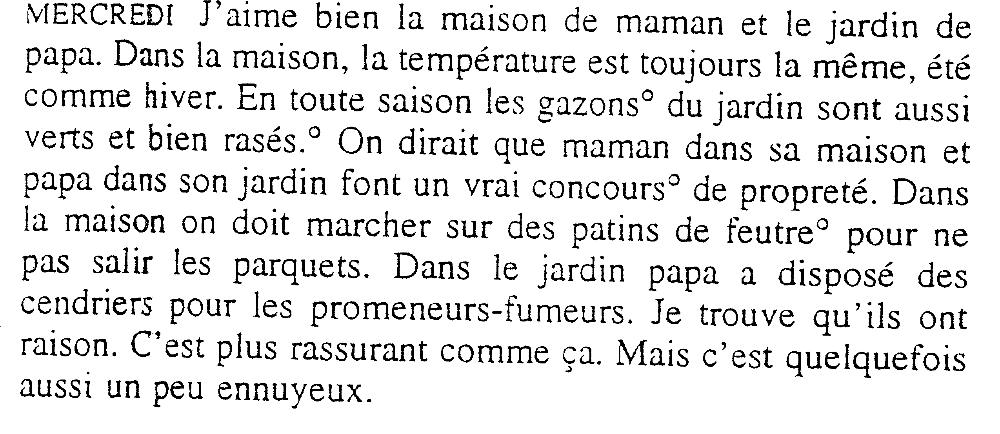 MERCREDI J'aime bien la maison de maman et le jardin de
papa. Dans la maison, la température est toujours la même, été
comme hiver. En toute saison les gazons° du jardin sont aussi
verts et bien rasés.° On dirait que maman dans sa maison et
papa dans son jardin font un vrai concours° de propreté. Dans
la maison on doit marcher sur des patins de feutre° pour ne
pas salir les parquets. Dans le jardin papa a disposé des
cendriers pour les promeneurs-fumeurs. Je trouve qu'ils ont
raison. C'est plus rassurant comme ça. Mais c'est quelquefois
aussi un peu ennuyeux.